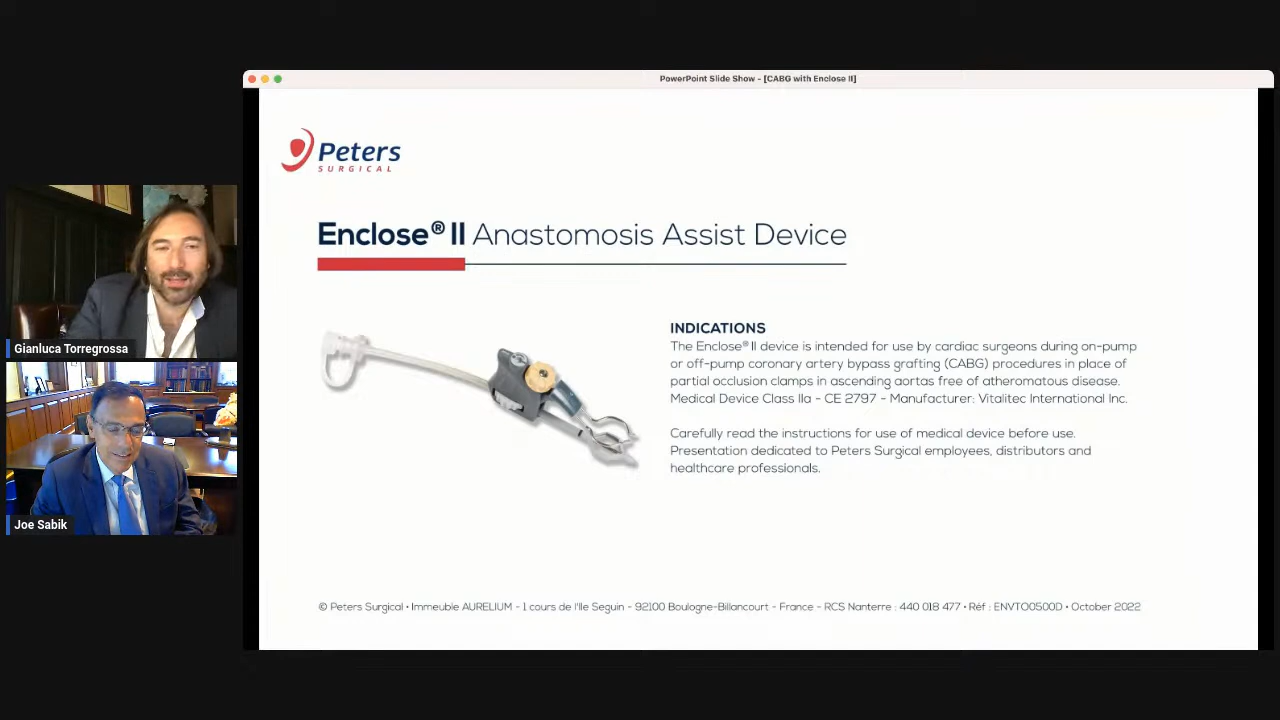 PowerPoint Slide Show - [CABG with Enclose II]
Peters
SURGICAL
Enclose® II Anastomosis Assist Device
INDICATIONS
The Enclose® II device is intended for use by cardiac surgeons during on-pump
or off-pump coronary artery bypass grafting (CABG) procedures in place of
partial occlusion clamps in ascending aortas free of atheromatous disease.
Medical Device Class IIa - CE 2797 - Manufacturer: Vitalitec International Inc.
Carefully read the instructions for use of medical device before use.
Presentation dedicated to Peters Surgical employees, distributors and
healthcare professionals.
© Peters Surgical • Immeuble AURELIUM - 1 cours de l'Ile Seguin - 92100 Boulogne-Billancourt - France - RCS Nanterre : 440 018 477 • Réf : ENVTO0500D • October 2022
Gianluca Torregrossa
Joe Sabik